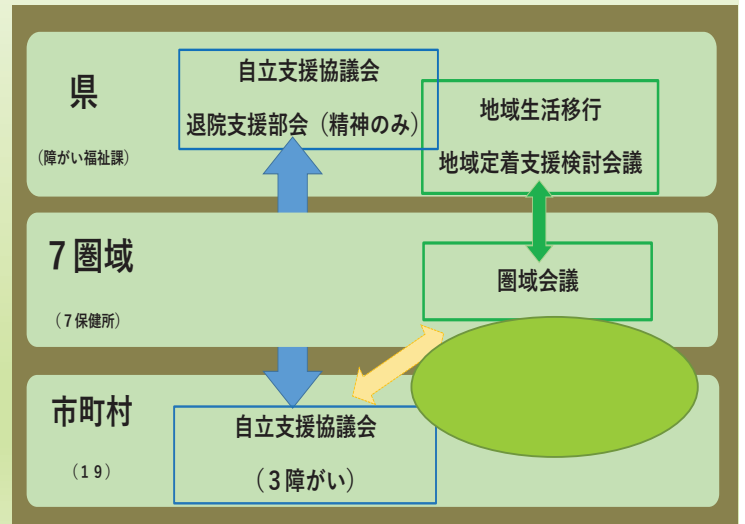 県
（障がい福祉課）
自立支援協議会
退院支援部会（精神のみ）
地域生活移行
地域定着支援検討会議
７圏域
（７保健所）
圏域会議
市町村
（１９）
自立支援協議会
（３障がい）